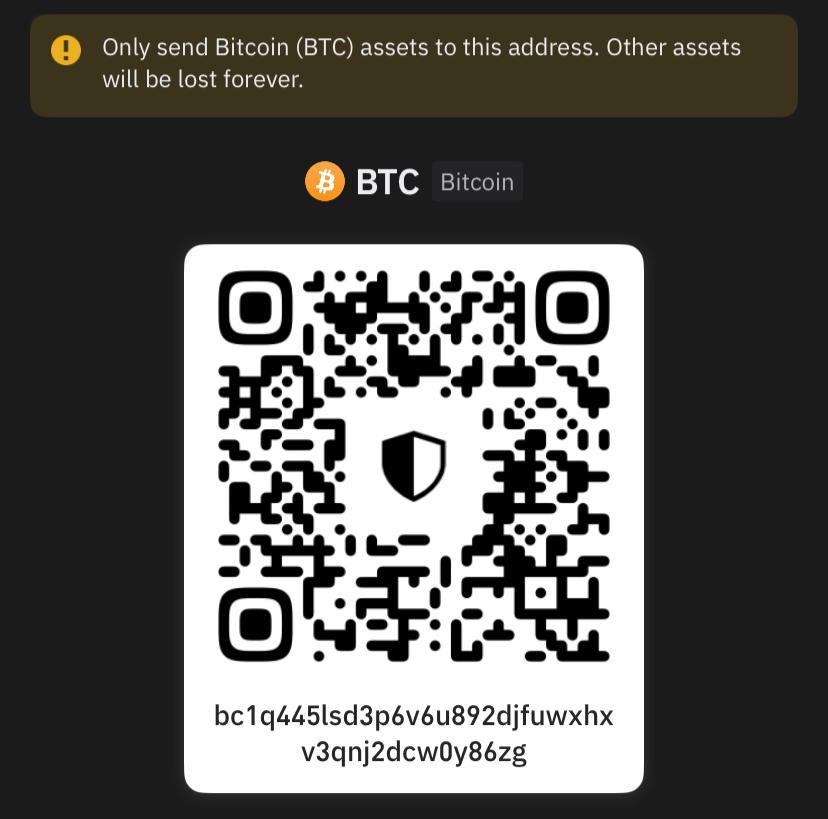 Only send Bitcoin (BTC) assets to this address. Other assets
will be lost forever.
BTC Bitcoin
bc1q445lsd3p6v6u892djfuwxhx
v3qnj2dcw0y86zg